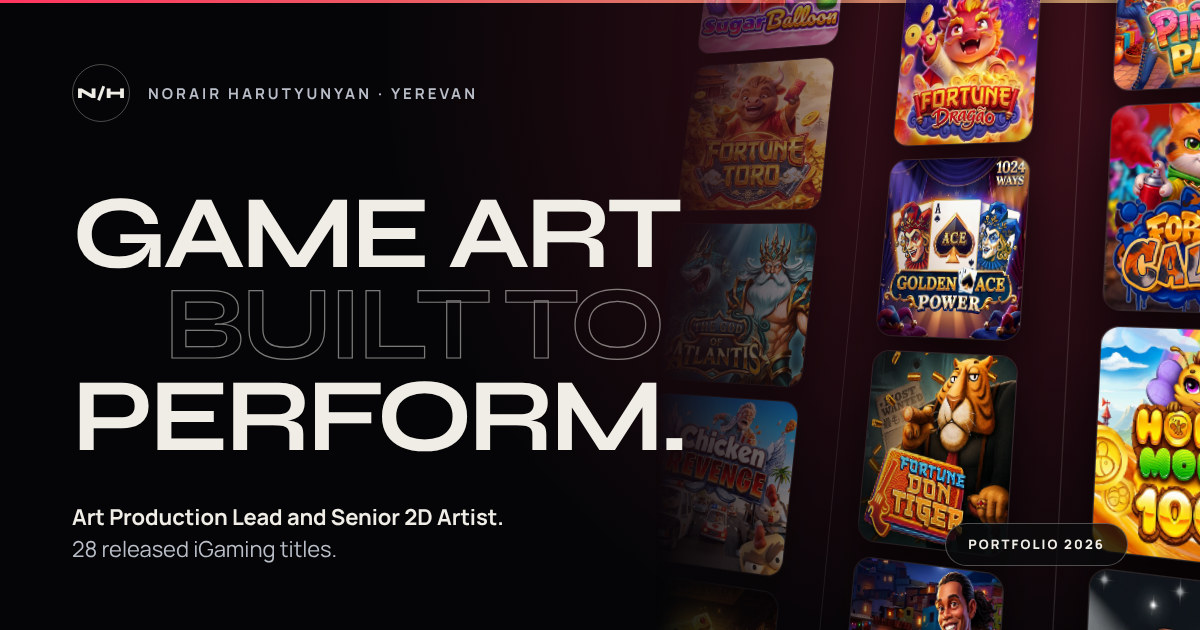 N/H
NORAIR HARUTYUNYAN · YEREVAN
GAME ART
BUILT TO
PERFORM.
Art Production Lead and Senior 2D Artist.
28 released iGaming titles.
Sugar Balloon
FORTUNE
TORO
OF
ATLANTIS
Chicken
REVENGE
FORTUNE
Dragão
1024
WAYS
A
ACE
GOLDEN ACE
POWER
FORTUNE
DON
TIGER
PORTFOLIO 2026